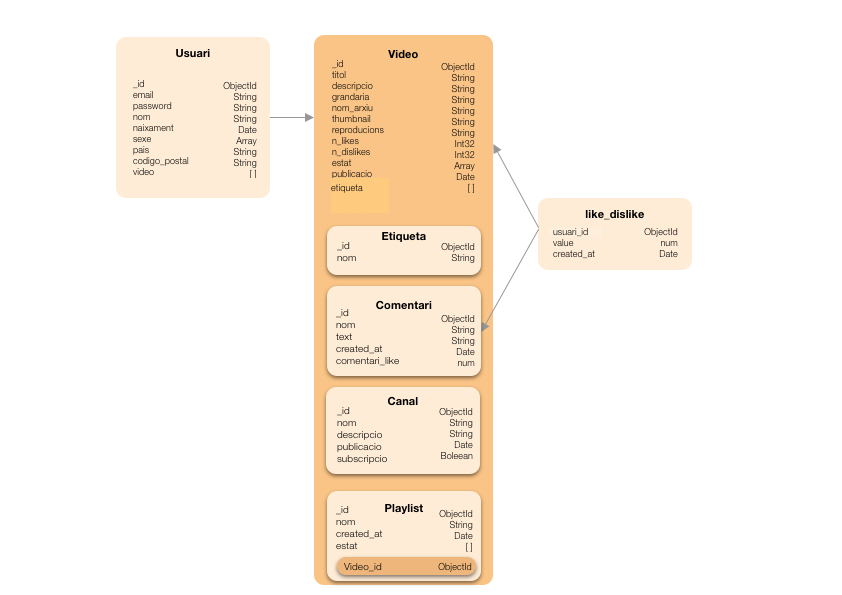 Usuari
_id ObjectId
email String
password String
nom String
naixament Date
sexe Array
pais String
codigo_postal String
video [ ]
Video
_id ObjectId
titol String
descripcio String
grandaria String
nom_arxiu String
thumbnail String
reproducions String
n_likes Int32
n_dislikes Int32
estat Array
publicacio Date
etiqueta [ ]
Etiqueta
_id ObjectId
nom String
Comentari
_id ObjectId
nom String
text String
created_at Date
comentari_like num
Canal
_id ObjectId
nom String
descripcio String
publicacio Date
subscripcio Boleean
Playlist
_id ObjectId
nom String
created_at Date
estat [ ]
Video_id ObjectId
like_dislike
usuari_id ObjectId
value num
created_at Date